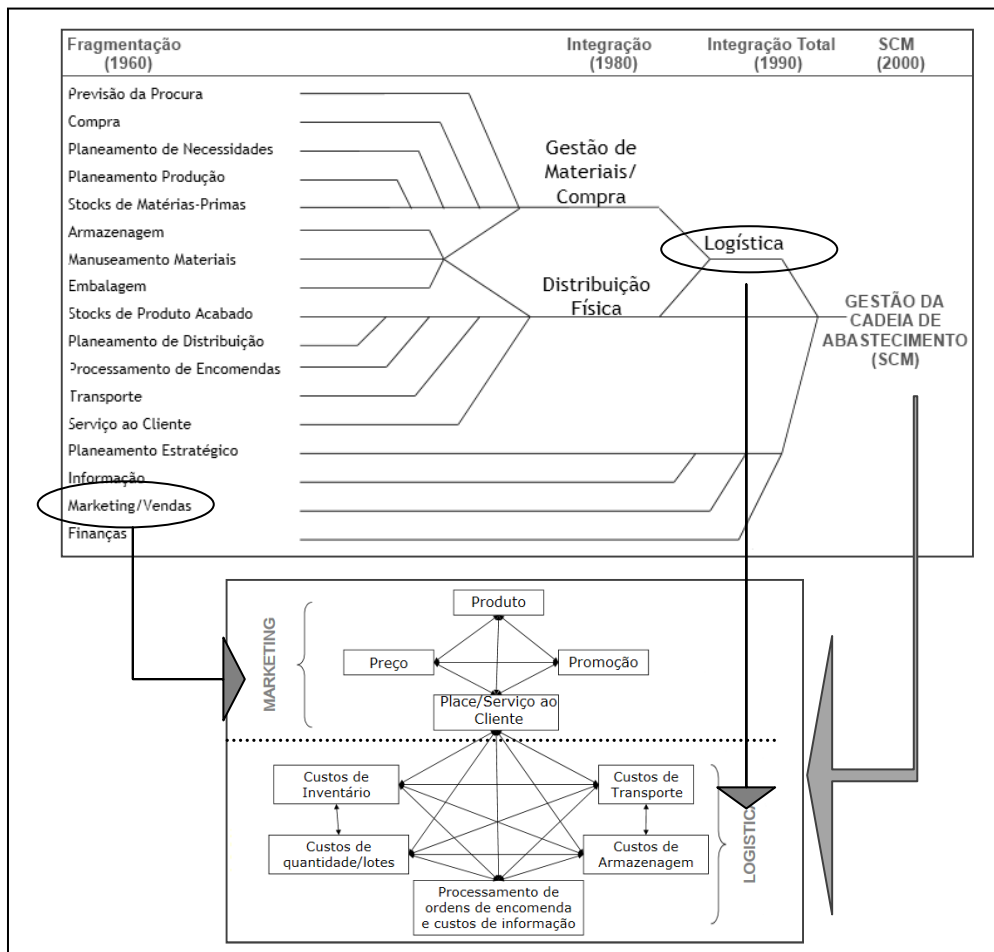 Fragmentação
(1960)
Integração
(1980)
Integração Total
(1990)
SCM
(2000)
Previsão da Procura
Compra
Planeamento de Necessidades
Planeamento Produção
Stocks de Matérias-Primas
Armazenagem
Manuseamento Materiais
Embalagem
Stocks de Produto Acabado
Planeamento de Distribuição
Processamento de Encomendas
Transporte
Serviço ao Cliente
Planeamento Estratégico
Informação
Marketing/Vendas
Finanças
Gestão de
Materiais/
Compra
Distribuição
Física
Logística
GESTÃO DA
CADEIA DE
ABASTECIMENTO
(SCM)
MARKETING
Produto
Preço
Promoção
Place/Serviço ao
Cliente
Custos de
Inventário
Custos de
Transporte
Custos de
quantidade/lotes
Custos de
Armazenagem
Processamento de
ordens de encomenda
e custos de informação
LOGISTICA